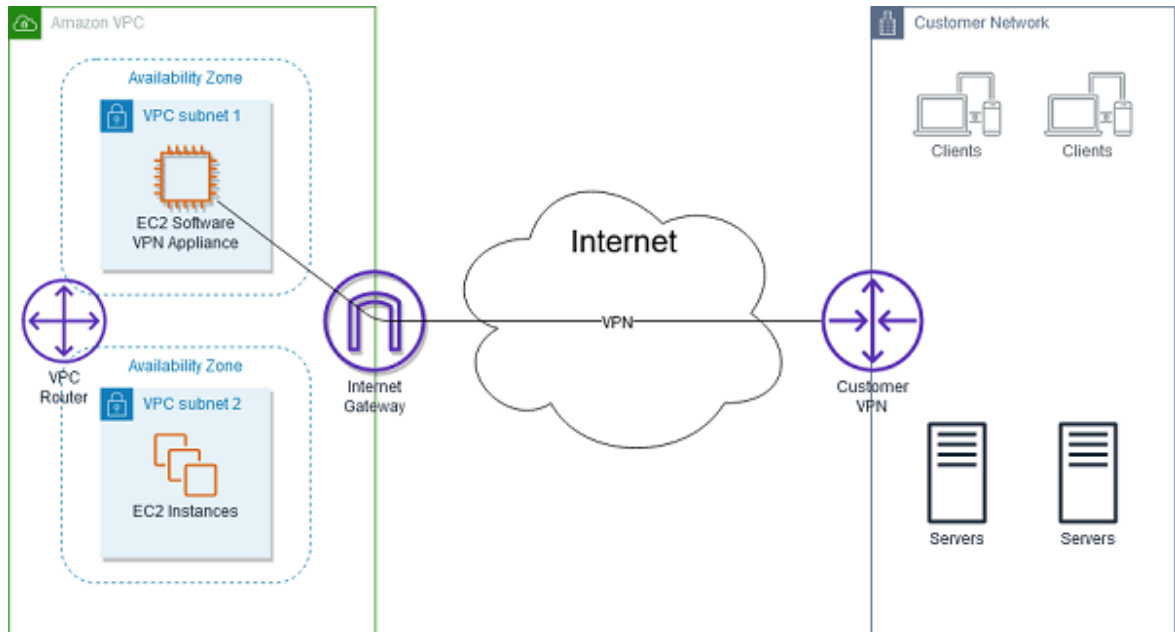 Amazon VPC
Availability Zone
VPC subnet 1
EC2 Software
VPN Appliance
VPC
Router
Availability Zone
VPC subnet 2
EC2 Instances
Internet
Gateway
Internet
VPN
Customer Network
Clients
Clients
Customer
VPN
Servers
Servers